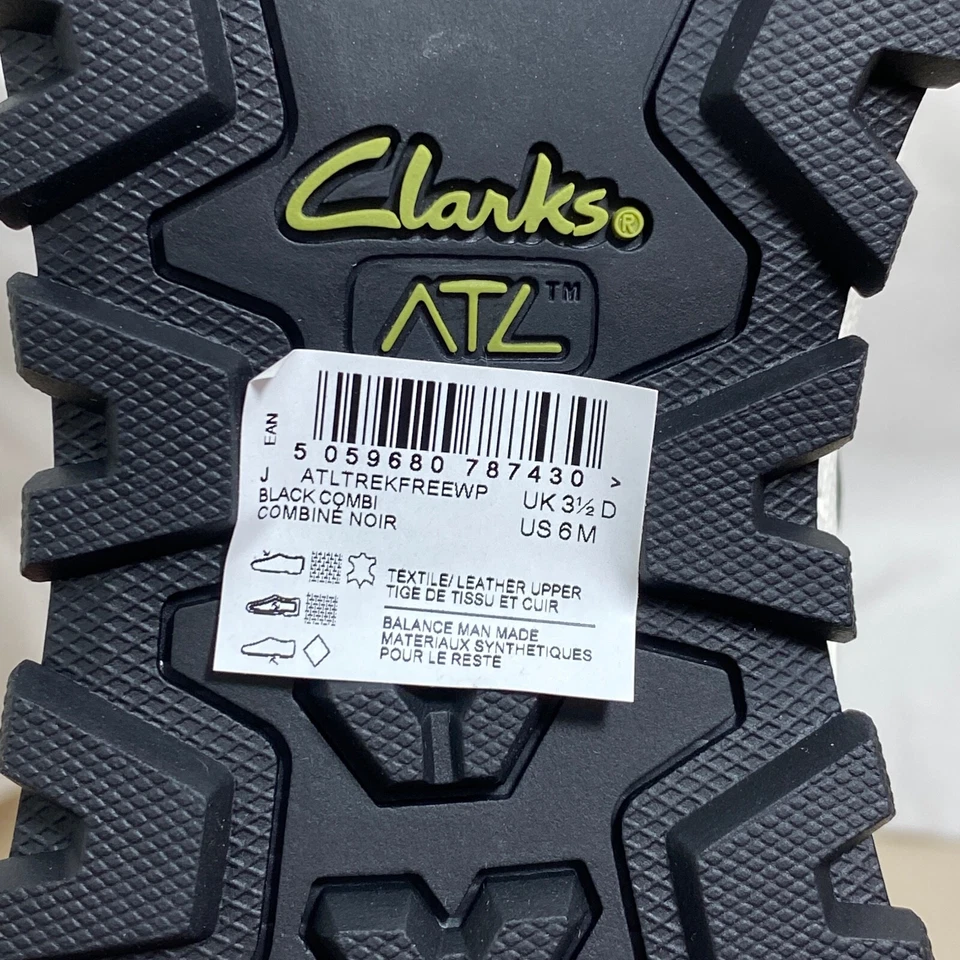 Clarks®
ATL™
EAN
5 059680 787430 >
J ATLTREKFREEWP UK 3½ D
BLACK COMBI US 6 M
COMBINÉ NOIR
TEXTILE/ LEATHER UPPER
TIGE DE TISSU ET CUIR
BALANCE MAN MADE
MATERIAUX SYNTHETIQUES
POUR LE RESTE